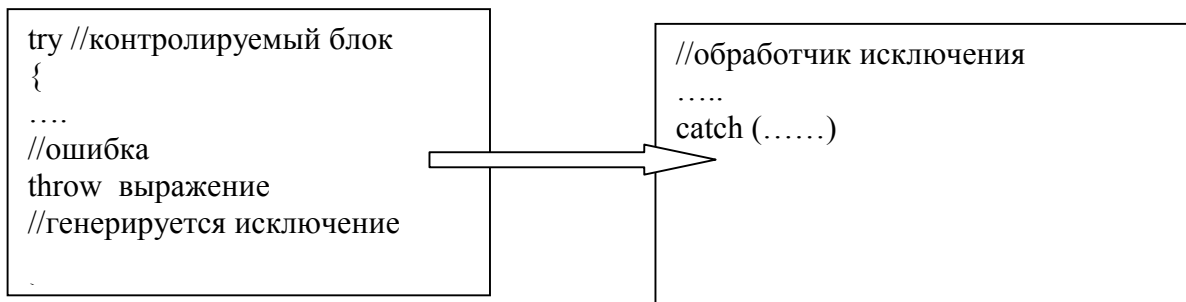 try //контролируемый блок
{
….
//ошибка
throw выражение
//генерируется исключение
//обработчик исключения
…..
catch (……)